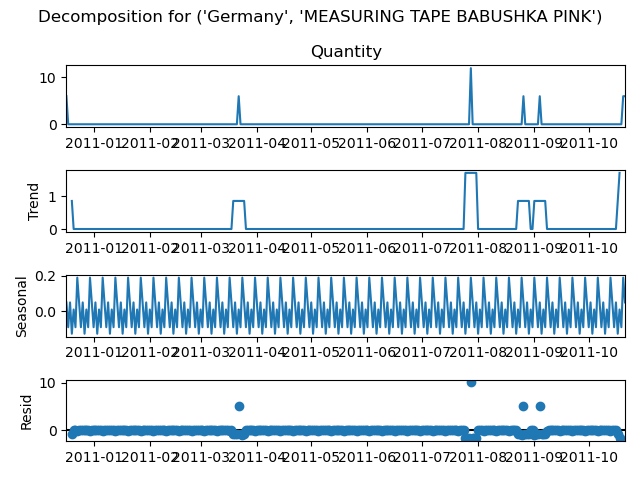 Decomposition for ('Germany', 'MEASURING TAPE BABUSHKA PINK')
Quantity
10
0
2011-01 2011-02 2011-03 2011-04 2011-05 2011-06 2011-07 2011-08 2011-09 2011-10
Trend
1
0
2011-01 2011-02 2011-03 2011-04 2011-05 2011-06 2011-07 2011-08 2011-09 2011-10
Seasonal
0.2
0.0
2011-01 2011-02 2011-03 2011-04 2011-05 2011-06 2011-07 2011-08 2011-09 2011-10
Resid
10
0
2011-01 2011-02 2011-03 2011-04 2011-05 2011-06 2011-07 2011-08 2011-09 2011-10